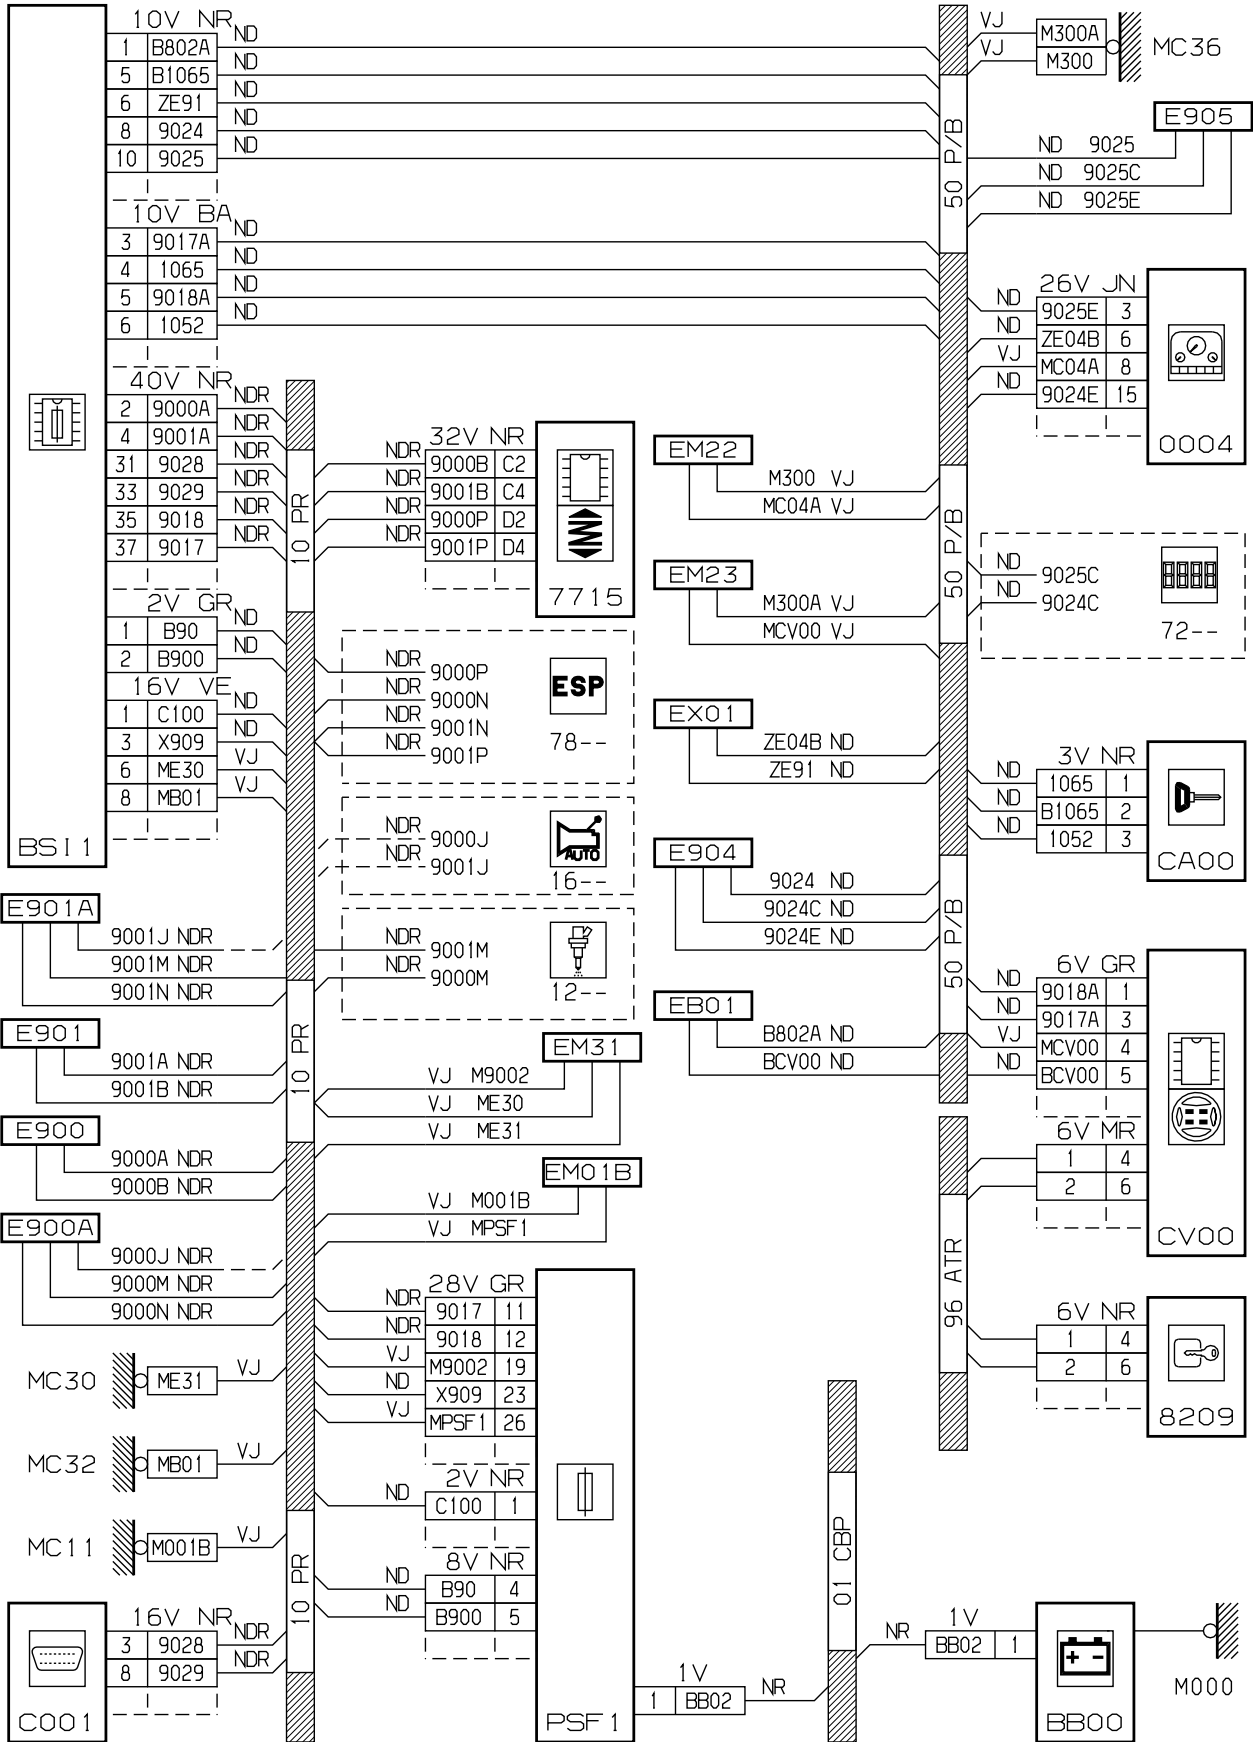 10V NR
1 B802A ND
5 B1065 ND
6 ZE91 ND
8 9024 ND
10 9025 ND
10V BA
3 9017A ND
4 1065 ND
5 9018A ND
6 1052 ND
40V NR
2 9000A NDR
4 9001A NDR
31 9028 NDR
33 9029 NDR
35 9018 NDR
37 9017 NDR
2V GR
1 B90 ND
2 B900 ND
16V VE
1 C100 ND
3 X909 ND
6 ME30 VJ
8 MB01 VJ
BSI1
E901A
9001J NDR
9001M NDR
9001N NDR
E901
9001A NDR
9001B NDR
E900
9000A NDR
9000B NDR
E900A
9000J NDR
9000M NDR
9000N NDR
MC30 ME31 VJ
MC32 MB01 VJ
MC11 M001B VJ
16V NR
3 9028 NDR
8 9029 NDR
C001
10 PR
10 PR
10 PR
32V NR
NDR 9000B C2
NDR 9001B C4
NDR 9000P D2
NDR 9001P D4
7715
NDR 9000P
NDR 9000N
NDR 9001N
NDR 9001P
ESP
78--
NDR 9000J
NDR 9001J
AUTO
16--
NDR 9001M
NDR 9000M
12--
EM31
VJ M9002
VJ ME30
VJ ME31
EM01B
VJ M001B
VJ MPSF1
28V GR
NDR 9017 11
NDR 9018 12
VJ M9002 19
ND X909 23
VJ MPSF1 26
2V NR
ND C100 1
8V NR
ND B90 4
ND B900 5
PSF1
1V
1 BB02 NR
EM22
M300 VJ
MC04A VJ
EM23
M300A VJ
MCV00 VJ
EX01
ZE04B ND
ZE91 ND
E904
9024 ND
9024C ND
9024E ND
EB01
B802A ND
BCV00 ND
50 P/B
50 P/B
50 P/B
96 ATR
01 CBP
VJ M300A
VJ M300
MC36
E905
ND 9025
ND 9025C
ND 9025E
26V JN
ND 9025E 3
ND ZE04B 6
VJ MC04A 8
ND 9024E 15
0004
ND 9025C
ND 9024C
72--
3V NR
ND 1065 1
ND B1065 2
ND 1052 3
CA00
6V GR
ND 9018A 1
ND 9017A 3
VJ MCV00 4
ND BCV00 5
6V MR
1 4
2 6
CV00
6V NR
1 4
2 6
8209
1V
NR BB02 1
+ -
BB00
M000